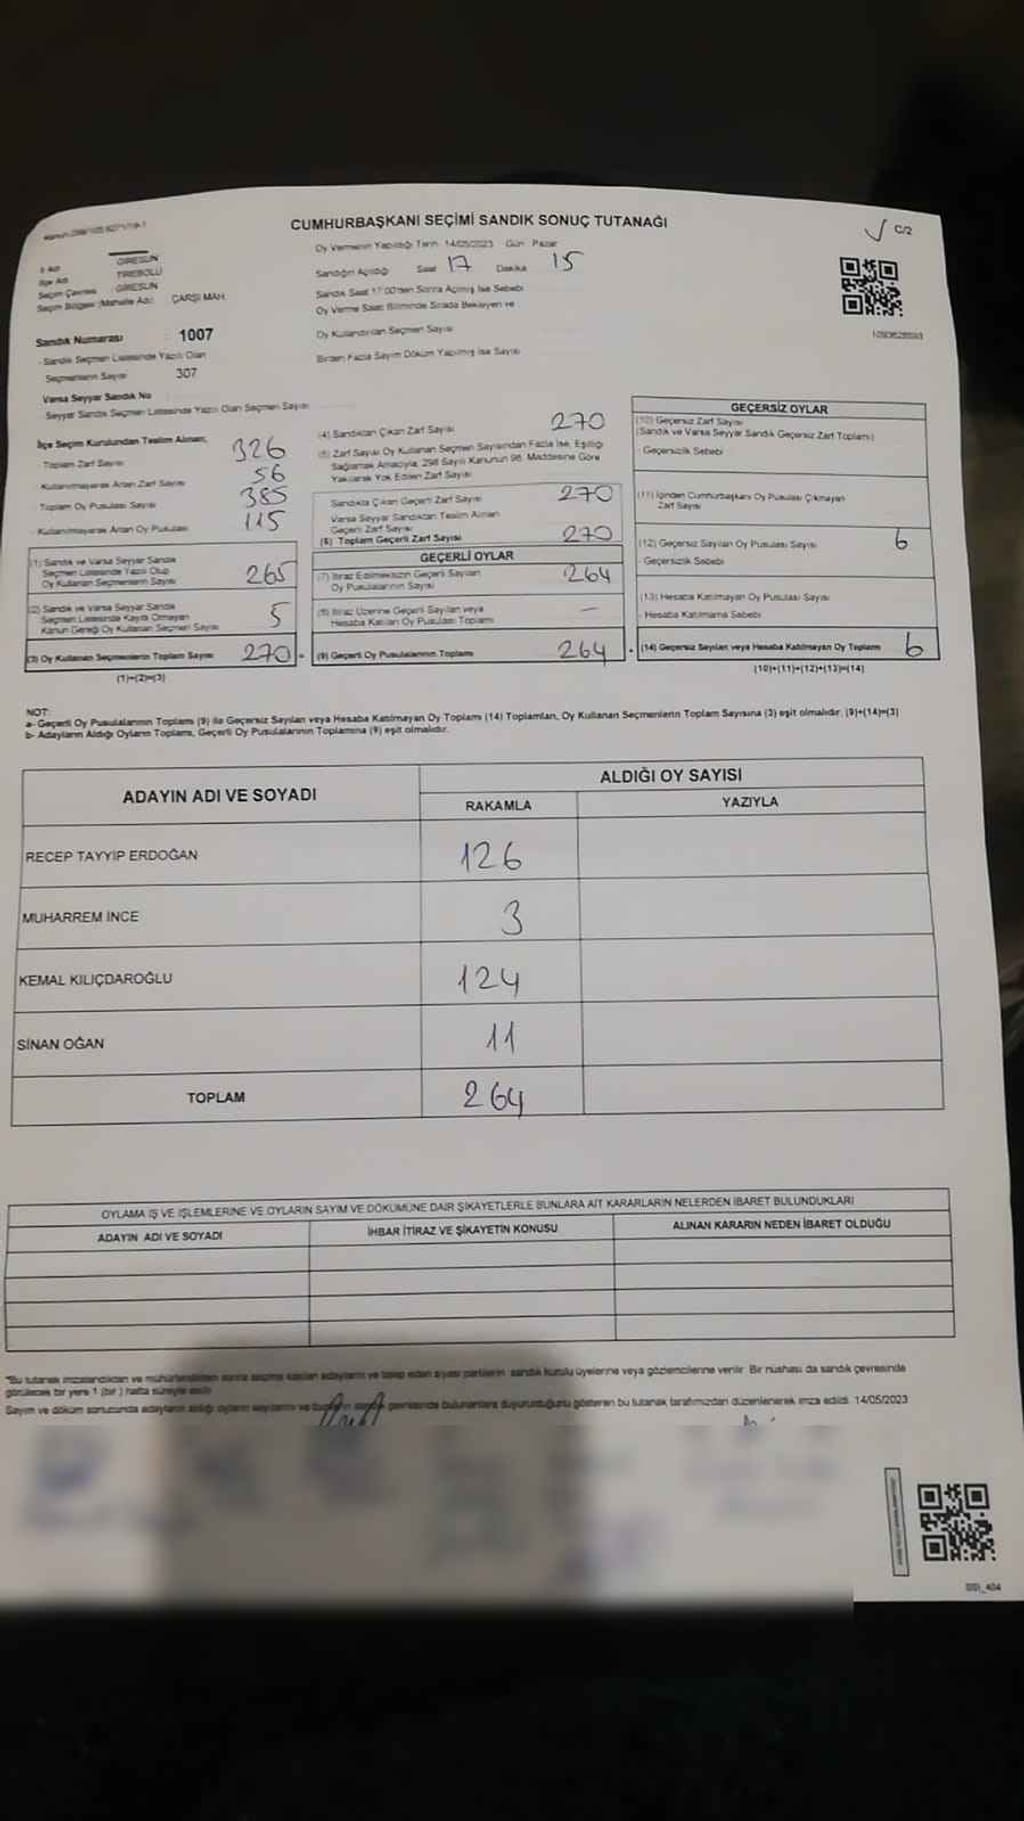 CUMHURBAŞKANI SEÇİMİ SANDIK SONUÇ TUTANAĞI
C/2
Oy Vermenin Yapıldığı Tarih 14/05/2023 Gün Pazar
İl Adı GİRESUN
İlçe Adı TİREBOLU
Seçim Çevresi GİRESUN
Seçim Bölgesi (Mahalle Adı) ÇARŞI MAH.
Sandığın Açıldığı Saat 17 Dakika 15
Sandık Saat 17:00'den Sonra Açılmış İse Sebebi
Oy Verme Saati Bitiminde Sırada Bekleyen ve
Oy Kullandırılan Seçmen Sayısı
Birden Fazla Sayım Döküm Yapılmış İse Sayısı
Sandık Numarası 1007
Sandık Seçmen Listesinde Yazılı Olan
Seçmenlerin Sayısı 307
Varsa Seyyar Sandık No
Seyyar Sandık Seçmen Listesinde Yazılı Olan Seçmen Sayısı
İlçe Seçim Kurulundan Teslim Alınan;
Toplam Zarf Sayısı 326
Kullanılmayarak Artan Zarf Sayısı 56
Toplam Oy Pusulası Sayısı 385
Kullanılmayarak Artan Oy Pusulası 115
(1) Sandık ve Varsa Seyyar Sandık
Seçmen Listesinde Yazılı Olup
Oy Kullanan Seçmenlerin Sayısı 265
(2) Sandık ve Varsa Seyyar Sandık
Seçmen Listesinde Kayıtlı Olmayan
Kanun Gereği Oy Kullanan Seçmen Sayısı 5
(3) Oy Kullanan Seçmenlerin Toplam Sayısı 270
(1)+(2)=(3)
(4) Sandıktan Çıkan Zarf Sayısı 270
(5) Zarf Sayısı Oy Kullanan Seçmen Sayısından Fazla İse, Eşitliği
Sağlamak Amacıyla, 298 Sayılı Kanunun 98. Maddesine Göre
Yakılarak Yok Edilen Zarf Sayısı
Sandıkta Çıkan Geçerli Zarf Sayısı 270
Varsa Seyyar Sandıktan Teslim Alınan
Geçerli Zarf Sayısı
(6) Toplam Geçerli Zarf Sayısı 270
GEÇERLİ OYLAR
(7) İtiraz Edilmeksizin Geçerli Sayılan
Oy Pusulalarının Sayısı 264
(8) İtiraz Üzerine Geçerli Sayılan veya
Hesaba Katılan Oy Pusulası Toplamı –
(9) Geçerli Oy Pusulalarının Toplamı 264
GEÇERSİZ OYLAR
(10) Geçersiz Zarf Sayısı
(Sandık ve Varsa Seyyar Sandık Geçersiz Zarf Toplamı)
- Geçersizlik Sebebi
(11) İçinden Cumhurbaşkanı Oy Pusulası Çıkmayan
Zarf Sayısı
(12) Geçersiz Sayılan Oy Pusulası Sayısı 6
- Geçersizlik Sebebi
(13) Hesaba Katılmayan Oy Pusulası Sayısı
- Hesaba Katılmama Sebebi
(14) Geçersiz Sayılan veya Hesaba Katılmayan Oy Toplamı 6
(10)+(11)+(12)+(13)=(14)
NOT:
a- Geçerli Oy Pusulalarının Toplamı (9) ile Geçersiz Sayılan veya Hesaba Katılmayan Oy Toplamı (14) Toplamları, Oy Kullanan Seçmenlerin Toplam Sayısına (3) eşit olmalıdır. (9)+(14)=(3)
b- Adayların Aldığı Oyların Toplamı, Geçerli Oy Pusulalarının Toplamına (9) eşit olmalıdır.
ADAYIN ADI VE SOYADI
ALDIĞI OY SAYISI
RAKAMLA YAZIYLA
RECEP TAYYİP ERDOĞAN 126
MUHARREM İNCE 3
KEMAL KILIÇDAROĞLU 124
SİNAN OĞAN 11
TOPLAM 264
OYLAMA İŞ VE İŞLEMLERİNE VE OYLARIN SAYIM VE DÖKÜMÜNE DAİR ŞİKAYETLERLE BUNLARA AİT KARARLARIN NELERDEN İBARET BULUNDUKLARI
ADAYIN ADI VE SOYADI İHBAR İTİRAZ VE ŞİKAYETİN KONUSU ALINAN KARARIN NEDEN İBARET OLDUĞU
"Bu tutanak imzalandıktan ve mühürlendikten sonra seçime katılan adayların ve talep eden siyasi partilerin sandık kurulu üyelerine veya gözlemcilerine verilir. Bir nüshası da sandık çevresinde
görülecek bir yere 1 (bir) hafta süreyle asılır.
Sayım ve döküm sonucunda adayların aldığı oyların sayılarını ve çevresinde bulunanlara duyurulduğunu gösteren bu tutanak tarafımızdan düzenlenerek imza edildi. 14/05/2023